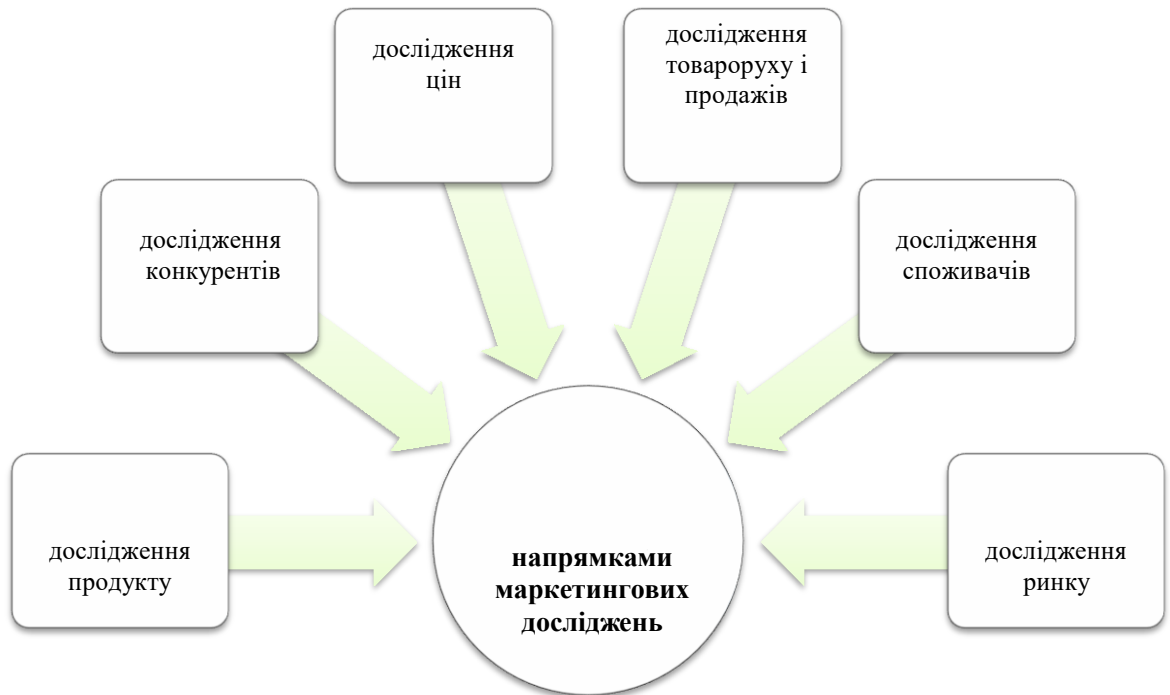 дослідження
цін
дослідження
товароруху і
продажів
дослідження
конкурентів
дослідження
споживачів
дослідження
продукту
напрямками
маркетингових
досліджень
дослідження
ринку